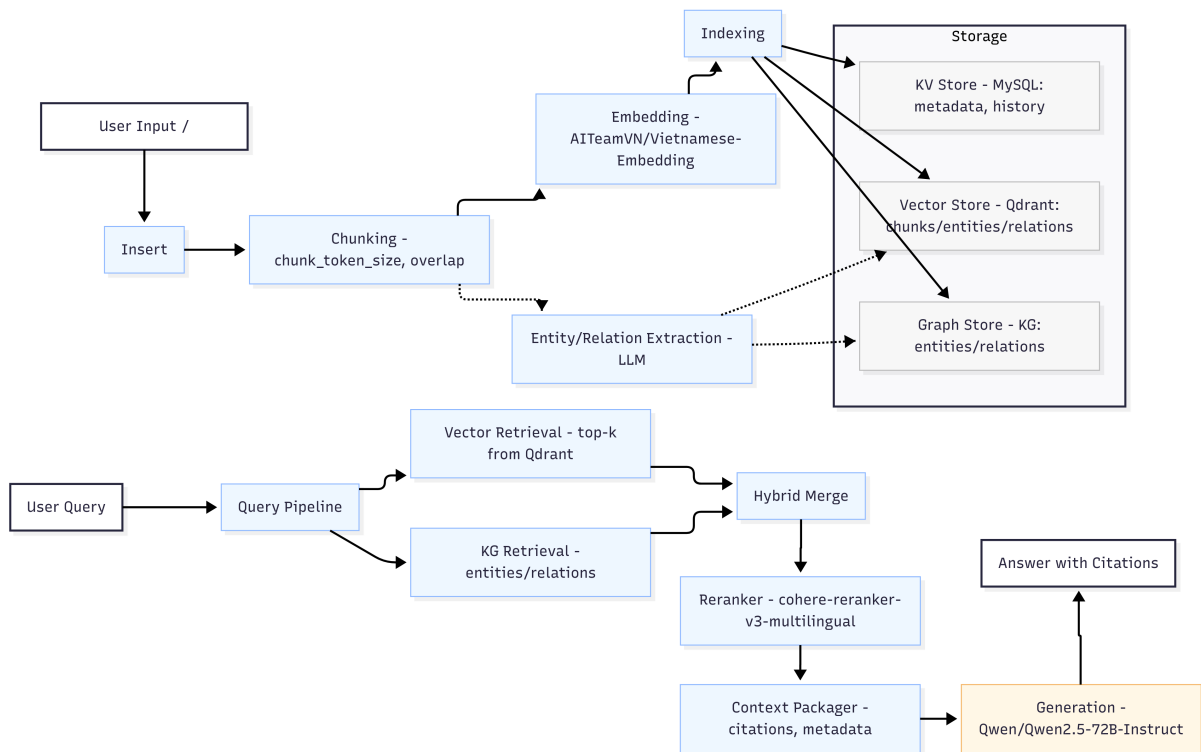 Indexing
Storage
KV Store - MySQL:
metadata, history
User Input /
Embedding -
AITeamVN/Vietnamese-
Embedding
Vector Store - Qdrant:
chunks/entities/relations
Insert
Chunking -
chunk_token_size, overlap
Entity/Relation Extraction -
LLM
Graph Store - KG:
entities/relations
Vector Retrieval - top-k
from Qdrant
User Query
Query Pipeline
Hybrid Merge
KG Retrieval -
entities/relations
Answer with Citations
Reranker - cohere-reranker-
v3-multilingual
Context Packager -
citations, metadata
Generation -
Qwen/Qwen2.5-72B-Instruct